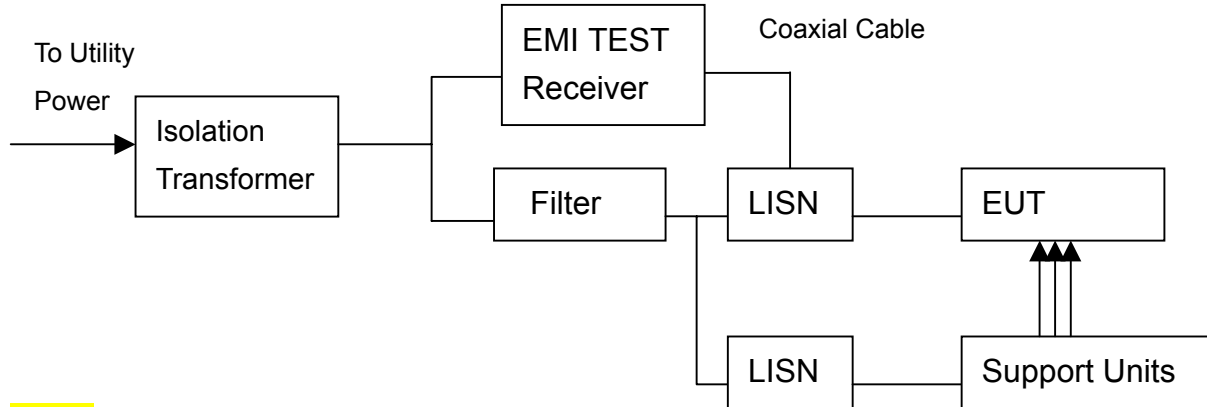 To Utility
Power
Isolation
Transformer
EMI TEST
Receiver
Coaxial Cable
Filter
LISN
EUT
LISN
Support Units